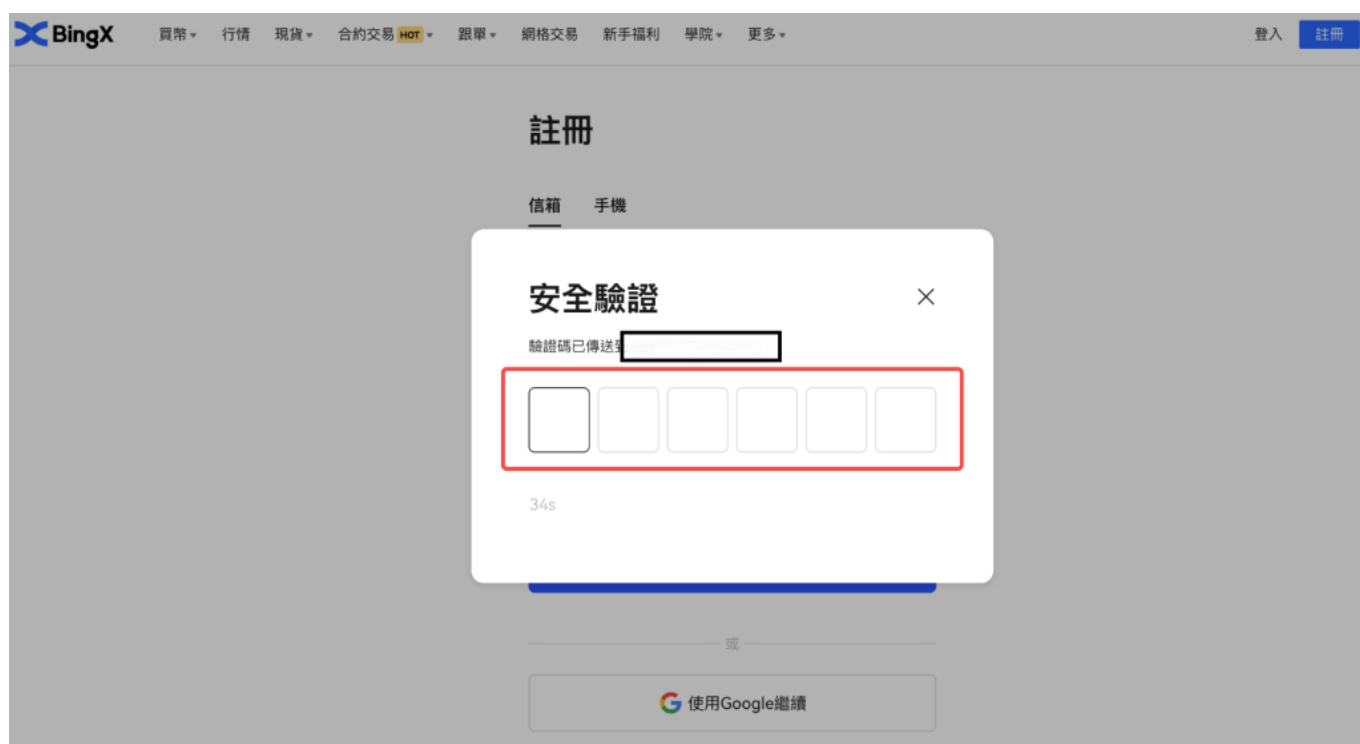 BingX 買幣 行情 現貨 合約交易 HOT 跟單 網格交易 新手福利 學院 更多 登入 註冊
註冊
信箱 手機
安全驗證
驗證碼已傳送到
34s
或
使用Google繼續